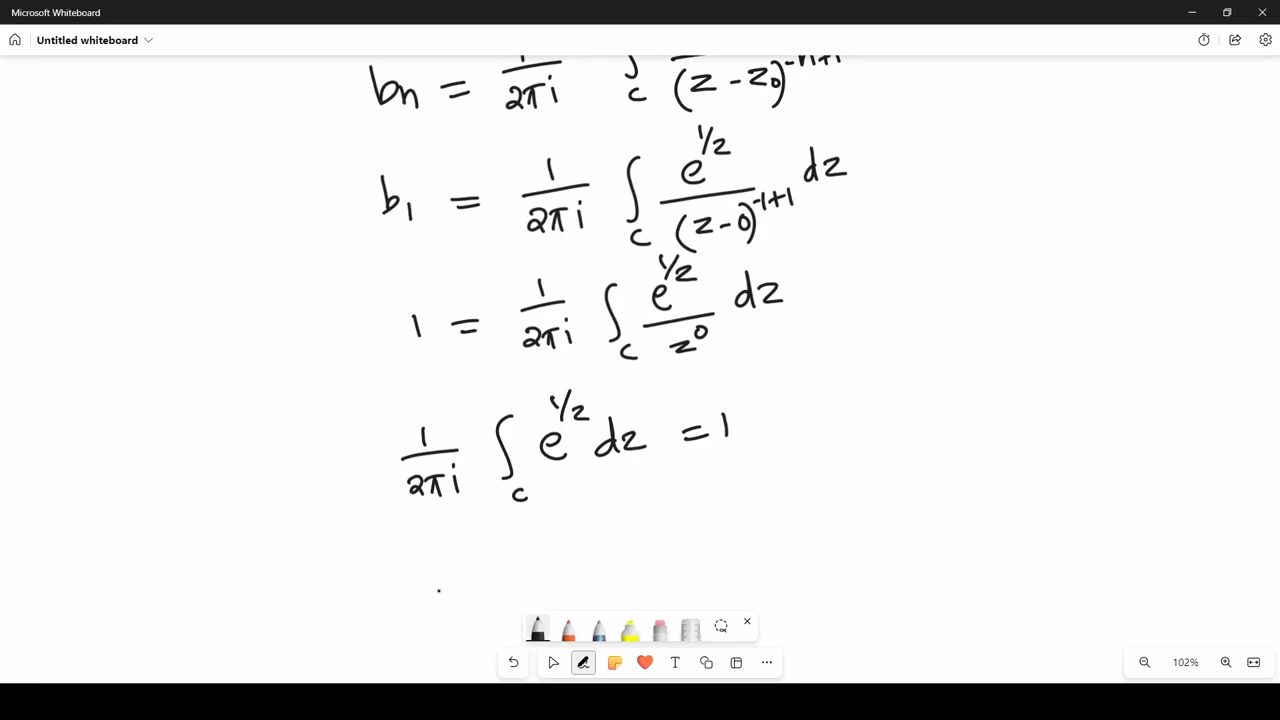 Microsoft Whiteboard
Untitled whiteboard
bn = 1/2πi ∫C (z - z0)^-n+1
b1 = 1/2πi ∫C e^1/z / (z-0)^-1+1 dz
1 = 1/2πi ∫C e^1/z / z^0 dz
1/2πi ∫C e^1/z dz = 1
102%